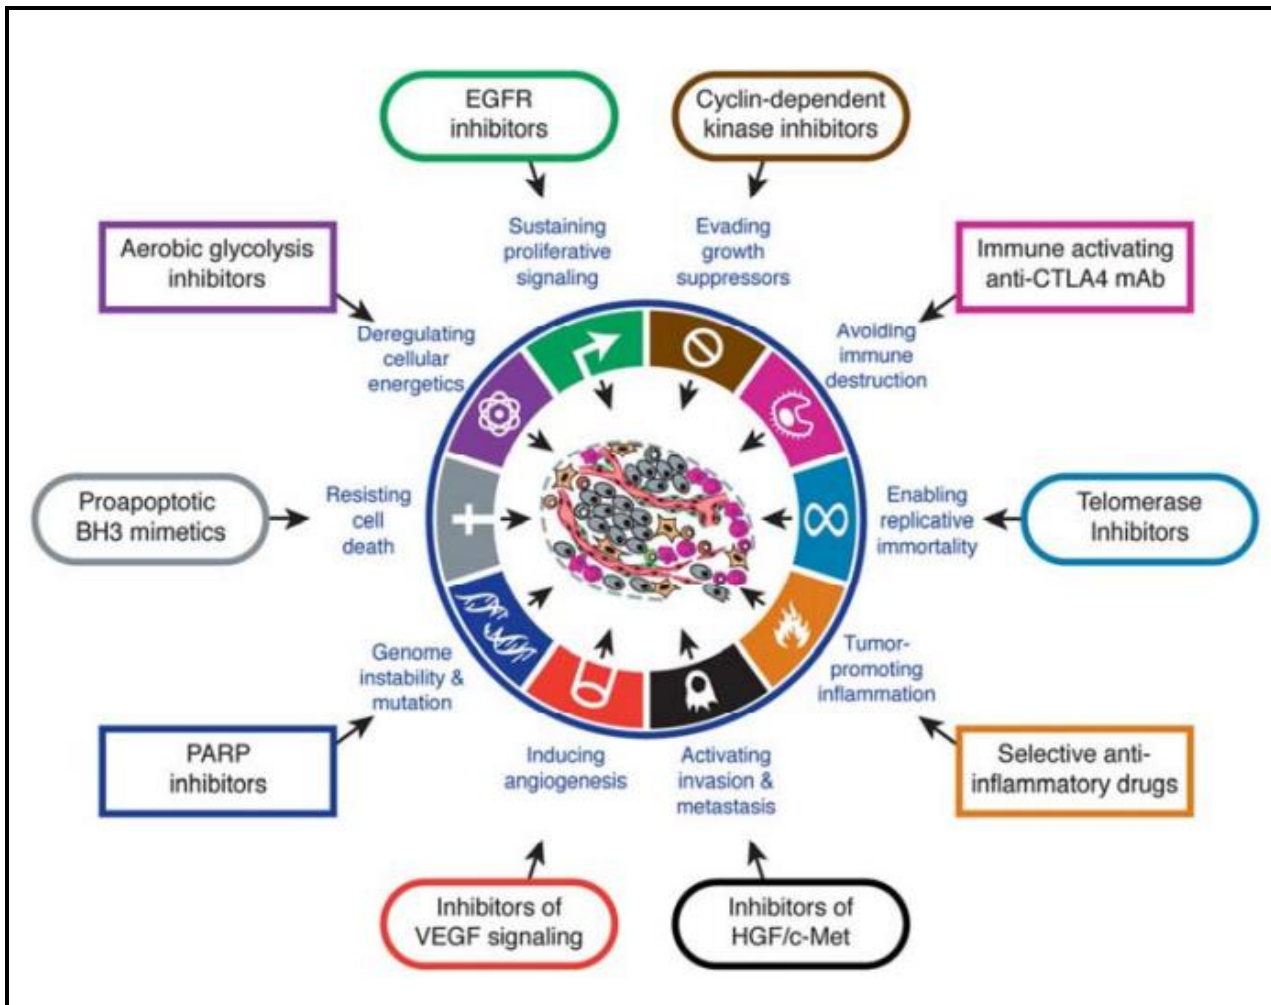 EGFR
inhibitors
Cyclin-dependent
kinase inhibitors
Sustaining
proliferative
signaling
Evading
growth
suppressors
Aerobic glycolysis
inhibitors
Immune activating
anti-CTLA4 mAb
Deregulating
cellular
energetics
Avoiding
immune
destruction
Proapoptotic
BH3 mimetics
Resisting
cell
death
Enabling
replicative
immortality
Telomerase
Inhibitors
Genome
instability &
mutation
Tumor-
promoting
inflammation
PARP
inhibitors
Inducing
angiogenesis
Activating
invasion &
metastasis
Selective anti-
inflammatory drugs
Inhibitors of
VEGF signaling
Inhibitors of
HGF/c-Met